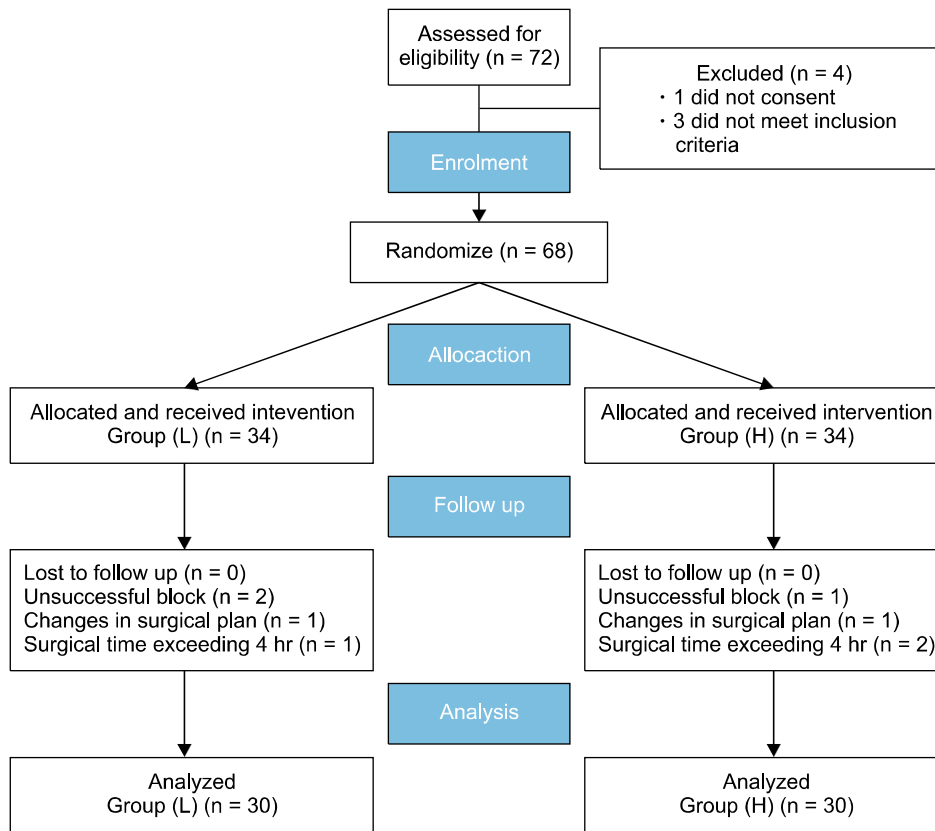 Assessed for
eligibility (n = 72)
Excluded (n = 4)
· 1 did not consent
· 3 did not meet inclusion
criteria
Enrolment
Randomize (n = 68)
Allocaction
Allocated and received intevention
Group (L) (n = 34)
Allocated and received intervention
Group (H) (n = 34)
Follow up
Lost to follow up (n = 0)
Unsuccessful block (n = 2)
Changes in surgical plan (n = 1)
Surgical time exceeding 4 hr (n = 1)
Lost to follow up (n = 0)
Unsuccessful block (n = 1)
Changes in surgical plan (n = 1)
Surgical time exceeding 4 hr (n = 2)
Analysis
Analyzed
Group (L) (n = 30)
Analyzed
Group (H) (n = 30)